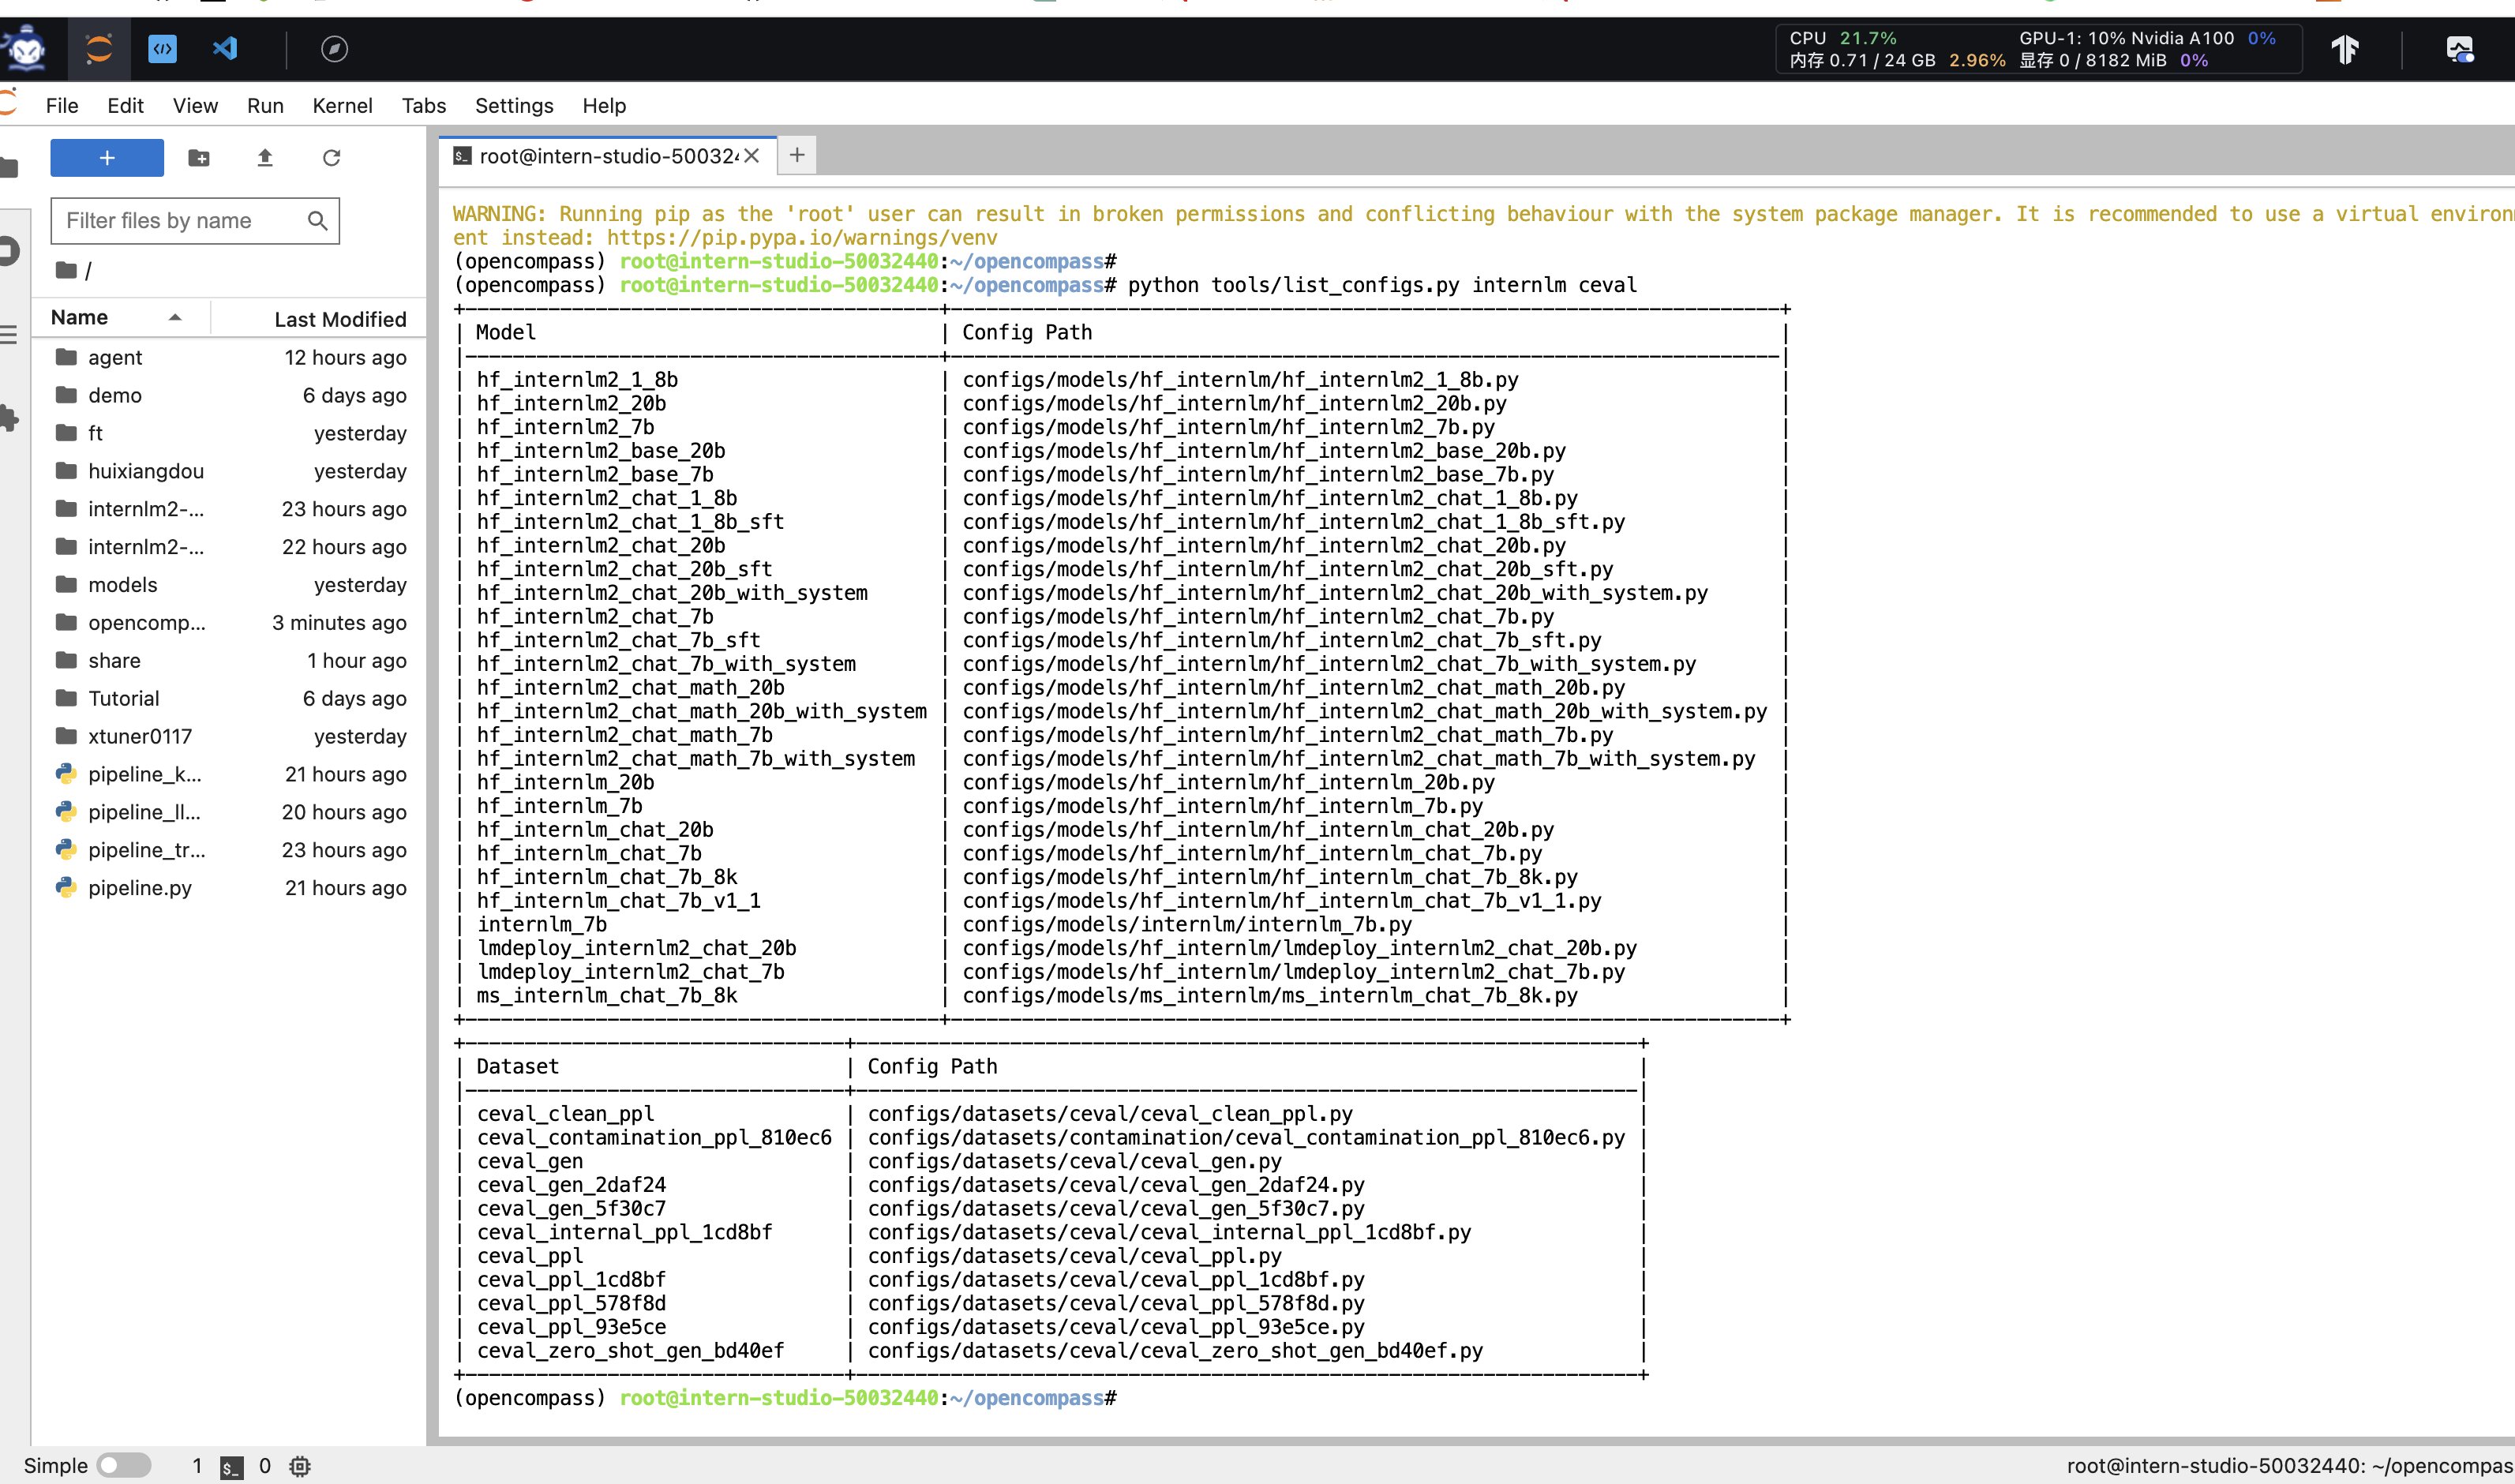 CPU 21.7% GPU-1: 10% Nvidia A100 0%
内存 0.71 / 24 GB 2.96% 显存 0 / 8182 MiB 0%
File Edit View Run Kernel Tabs Settings Help
+
root@intern-studio-500324 × +
Filter files by name
/
Name Last Modified
agent 12 hours ago
demo 6 days ago
ft yesterday
huixiangdou yesterday
internlm2-... 23 hours ago
internlm2-... 22 hours ago
models yesterday
opencomp... 3 minutes ago
share 1 hour ago
Tutorial 6 days ago
xtuner0117 yesterday
pipeline_k... 21 hours ago
pipeline_ll... 20 hours ago
pipeline_tr... 23 hours ago
pipeline.py 21 hours ago
WARNING: Running pip as the 'root' user can result in broken permissions and conflicting behaviour with the system package manager. It is recommended to use a virtual environm
ent instead: https://pip.pypa.io/warnings/venv
(opencompass) root@intern-studio-50032440:~/opencompass#
(opencompass) root@intern-studio-50032440:~/opencompass# python tools/list_configs.py internlm ceval
| Model | Config Path |
| hf_internlm2_1_8b | configs/models/hf_internlm/hf_internlm2_1_8b.py |
| hf_internlm2_20b | configs/models/hf_internlm/hf_internlm2_20b.py |
| hf_internlm2_7b | configs/models/hf_internlm/hf_internlm2_7b.py |
| hf_internlm2_base_20b | configs/models/hf_internlm/hf_internlm2_base_20b.py |
| hf_internlm2_base_7b | configs/models/hf_internlm/hf_internlm2_base_7b.py |
| hf_internlm2_chat_1_8b | configs/models/hf_internlm/hf_internlm2_chat_1_8b.py |
| hf_internlm2_chat_1_8b_sft | configs/models/hf_internlm/hf_internlm2_chat_1_8b_sft.py |
| hf_internlm2_chat_20b | configs/models/hf_internlm/hf_internlm2_chat_20b.py |
| hf_internlm2_chat_20b_sft | configs/models/hf_internlm/hf_internlm2_chat_20b_sft.py |
| hf_internlm2_chat_20b_with_system | configs/models/hf_internlm/hf_internlm2_chat_20b_with_system.py |
| hf_internlm2_chat_7b | configs/models/hf_internlm/hf_internlm2_chat_7b.py |
| hf_internlm2_chat_7b_sft | configs/models/hf_internlm/hf_internlm2_chat_7b_sft.py |
| hf_internlm2_chat_7b_with_system | configs/models/hf_internlm/hf_internlm2_chat_7b_with_system.py |
| hf_internlm2_chat_math_20b | configs/models/hf_internlm/hf_internlm2_chat_math_20b.py |
| hf_internlm2_chat_math_20b_with_system | configs/models/hf_internlm/hf_internlm2_chat_math_20b_with_system.py |
| hf_internlm2_chat_math_7b | configs/models/hf_internlm/hf_internlm2_chat_math_7b.py |
| hf_internlm2_chat_math_7b_with_system | configs/models/hf_internlm/hf_internlm2_chat_math_7b_with_system.py |
| hf_internlm_20b | configs/models/hf_internlm/hf_internlm_20b.py |
| hf_internlm_7b | configs/models/hf_internlm/hf_internlm_7b.py |
| hf_internlm_chat_20b | configs/models/hf_internlm/hf_internlm_chat_20b.py |
| hf_internlm_chat_7b | configs/models/hf_internlm/hf_internlm_chat_7b.py |
| hf_internlm_chat_7b_8k | configs/models/hf_internlm/hf_internlm_chat_7b_8k.py |
| hf_internlm_chat_7b_v1_1 | configs/models/hf_internlm/hf_internlm_chat_7b_v1_1.py |
| internlm_7b | configs/models/internlm/internlm_7b.py |
| lmdeploy_internlm2_chat_20b | configs/models/hf_internlm/lmdeploy_internlm2_chat_20b.py |
| lmdeploy_internlm2_chat_7b | configs/models/hf_internlm/lmdeploy_internlm2_chat_7b.py |
| ms_internlm_chat_7b_8k | configs/models/ms_internlm/ms_internlm_chat_7b_8k.py |
| Dataset | Config Path |
| ceval_clean_ppl | configs/datasets/ceval/ceval_clean_ppl.py |
| ceval_contamination_ppl_810ec6 | configs/datasets/contamination/ceval_contamination_ppl_810ec6.py |
| ceval_gen | configs/datasets/ceval/ceval_gen.py |
| ceval_gen_2daf24 | configs/datasets/ceval/ceval_gen_2daf24.py |
| ceval_gen_5f30c7 | configs/datasets/ceval/ceval_gen_5f30c7.py |
| ceval_internal_ppl_1cd8bf | configs/datasets/ceval/ceval_internal_ppl_1cd8bf.py |
| ceval_ppl | configs/datasets/ceval/ceval_ppl.py |
| ceval_ppl_1cd8bf | configs/datasets/ceval/ceval_ppl_1cd8bf.py |
| ceval_ppl_578f8d | configs/datasets/ceval/ceval_ppl_578f8d.py |
| ceval_ppl_93e5ce | configs/datasets/ceval/ceval_ppl_93e5ce.py |
| ceval_zero_shot_gen_bd40ef | configs/datasets/ceval/ceval_zero_shot_gen_bd40ef.py |
(opencompass) root@intern-studio-50032440:~/opencompass#
Simple 1 $_ 0 root@intern-studio-50032440: ~/opencompas